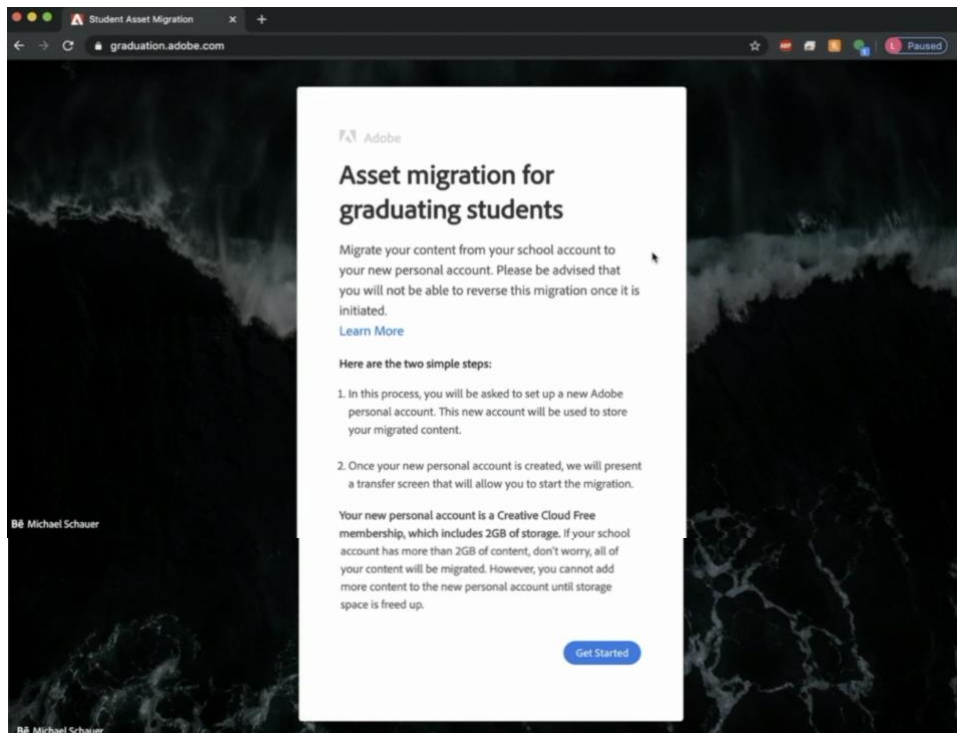 Student Asset Migration
graduation.adobe.com
Paused
Adobe
Asset migration for
graduating students
Migrate your content from your school account to
your new personal account. Please be advised that
you will not be able to reverse this migration once it is
initiated.
Learn More
Here are the two simple steps:
1. In this process, you will be asked to set up a new Adobe
personal account. This new account will be used to store
your migrated content.
2. Once your new personal account is created, we will present
a transfer screen that will allow you to start the migration.
Bē Michael Schauer
Your new personal account is a Creative Cloud Free
membership, which includes 2GB of storage. If your school
account has more than 2GB of content, don't worry, all of
your content will be migrated. However, you cannot add
more content to the new personal account until storage
space is freed up.
Get Started
Bē Michael Schauer